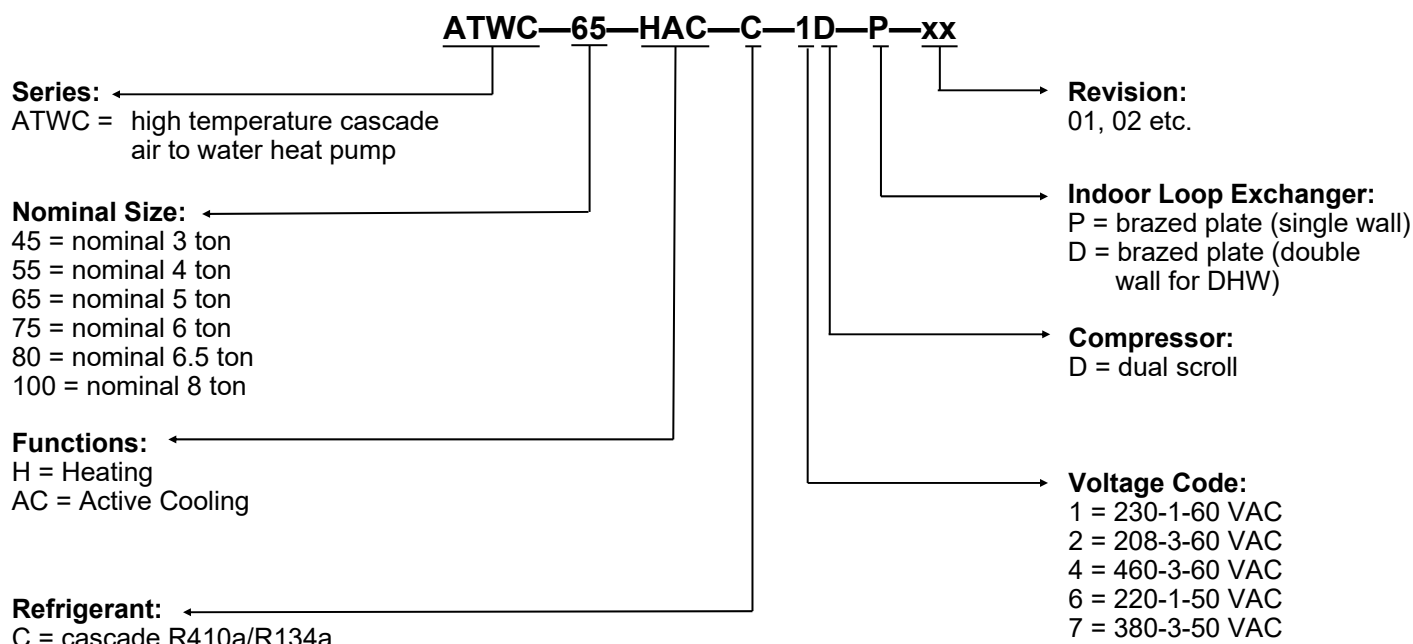 ATWC—65—HAC—C—1D—P—xx
Series:
ATWC = high temperature cascade
air to water heat pump
Nominal Size:
45 = nominal 3 ton
55 = nominal 4 ton
65 = nominal 5 ton
75 = nominal 6 ton
80 = nominal 6.5 ton
100 = nominal 8 ton
Functions:
H = Heating
AC = Active Cooling
Refrigerant:
C = cascade R410a/R134a
Revision:
01, 02 etc.
Indoor Loop Exchanger:
P = brazed plate (single wall)
D = brazed plate (double
wall for DHW)
Compressor:
D = dual scroll
Voltage Code:
1 = 230-1-60 VAC
2 = 208-3-60 VAC
4 = 460-3-60 VAC
6 = 220-1-50 VAC
7 = 380-3-50 VAC